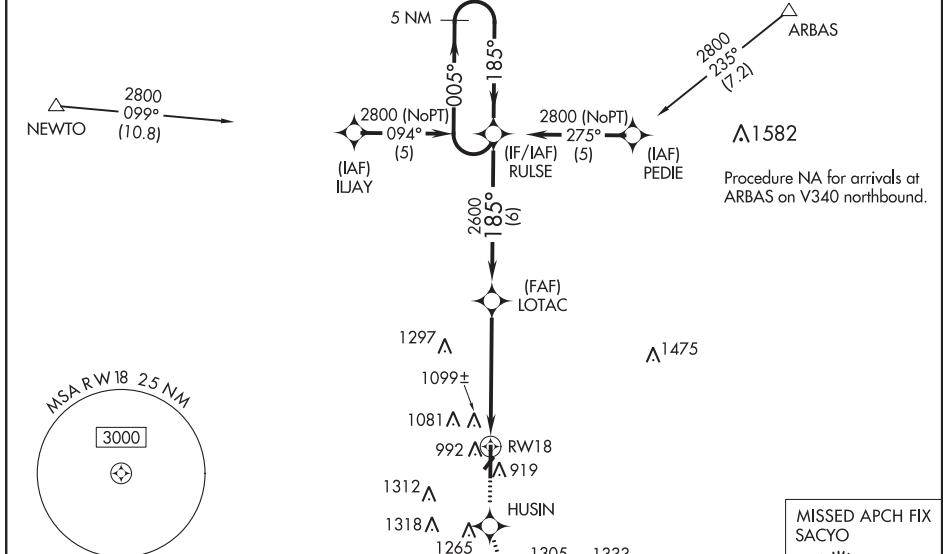 5 NM
005°
185°
ARBAS
2800
235°
(7.2)
2800
099°
(10.8)
NEWTO
2800 (NoPT)
094°
(5)
2800 (NoPT)
275°
(5)
(IAF)
ILJAY
(IF/IAF)
RULSE
(IAF)
PEDIE
1582
Procedure NA for arrivals at
ARBAS on V340 northbound.
2600
185°
(6)
(FAF)
LOTAC
1297
1475
1099±
1081
992
RW18
919
MSA RW18 25 NM
3000
1312
HUSIN
1318
1265
1305
1333
MISSED APCH FIX
SACYO